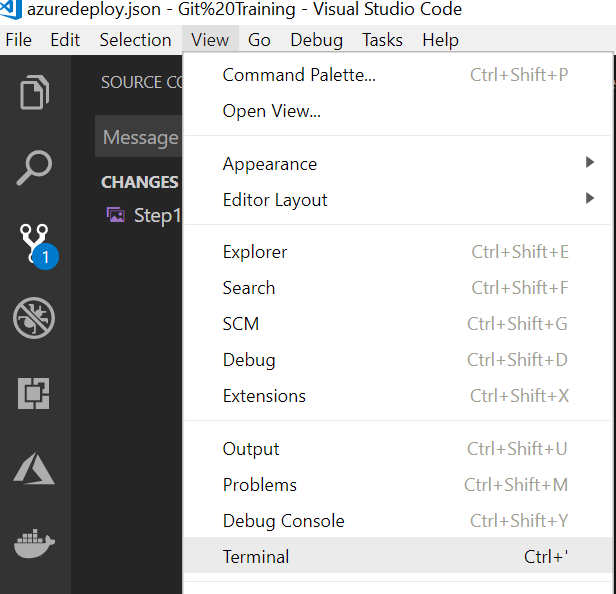 azuredeploy.json - Git%20Training - Visual Studio Code
File Edit Selection View Go Debug Tasks Help
SOURCE CO
Message
CHANGES
Step1
1
Command Palette... Ctrl+Shift+P
Open View...
Appearance
Editor Layout
Explorer Ctrl+Shift+E
Search Ctrl+Shift+F
SCM Ctrl+Shift+G
Debug Ctrl+Shift+D
Extensions Ctrl+Shift+X
Output Ctrl+Shift+U
Problems Ctrl+Shift+M
Debug Console Ctrl+Shift+Y
Terminal Ctrl+'